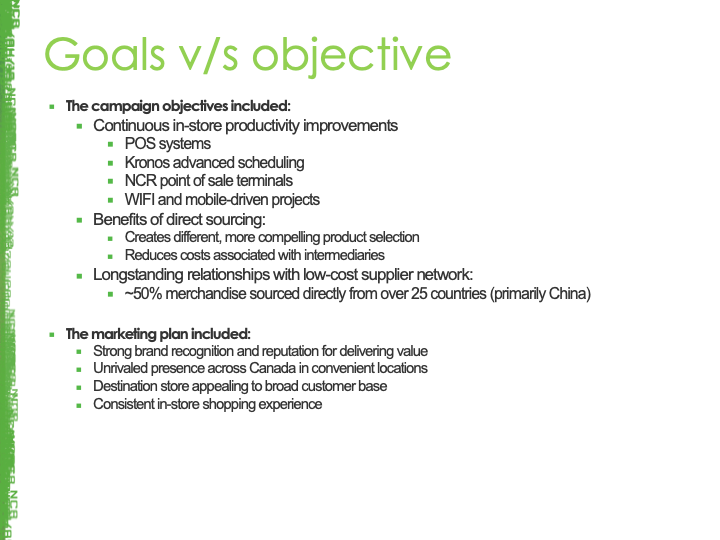 Goals v/s objective
The campaign objectives included:
Continuous in-store productivity improvements
POS systems
Kronos advanced scheduling
NCR point of sale terminals
WIFI and mobile-driven projects
Benefits of direct sourcing:
Creates different, more compelling product selection
Reduces costs associated with intermediaries
Longstanding relationships with low-cost supplier network:
~50% merchandise sourced directly from over 25 countries (primarily China)
The marketing plan included:
Strong brand recognition and reputation for delivering value
Unrivaled presence across Canada in convenient locations
Destination store appealing to broad customer base
Consistent in-store shopping experience